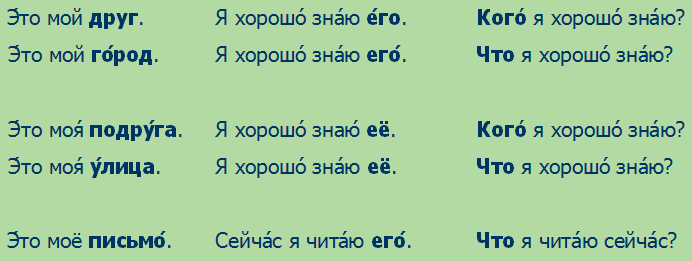 Э́то мой друг. Я хорошо́ зна́ю е́го. Кого́ я хорошо́ зна́ю?
Э́то мой го́род. Я хорошо́ зна́ю его́. Что я хорошо́ зна́ю?
Э́то моя́ подру́га. Я хорошо́ зна́ю её. Кого́ я хорошо́ зна́ю?
Э́то моя́ у́лица. Я хорошо́ зна́ю её. Что я хорошо́ зна́ю?
Э́то моё письмо́. Сейча́с я чита́ю его́. Что я чита́ю сейча́с?